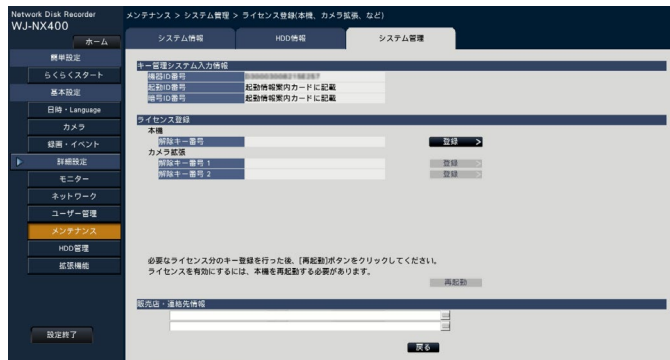 Network Disk Recorder
WJ-NX400
メンテナンス > システム管理 > ライセンス登録(本機、カメラ拡張、など)
ホーム
システム情報
HDD情報
システム管理
簡単設定
らくらくスタート
基本設定
日時・Language
カメラ
録画・イベント
詳細設定
モニター
ネットワーク
ユーザー管理
メンテナンス
HDD管理
拡張機能
設定終了
キー管理システム入力情報
機器ID番号
起動ID番号 起動情報案内カードに記載
暗号ID番号 起動情報案内カードに記載
ライセンス登録
本機
解除キー番号 登録 >
カメラ拡張
解除キー番号 1 登録 >
解除キー番号 2 登録 >
必要なライセンス分のキー登録を行った後、[再起動]ボタンをクリックしてください。
ライセンスを有効にするには、本機を再起動する必要があります。
再起動
販売店・連絡先情報
戻る